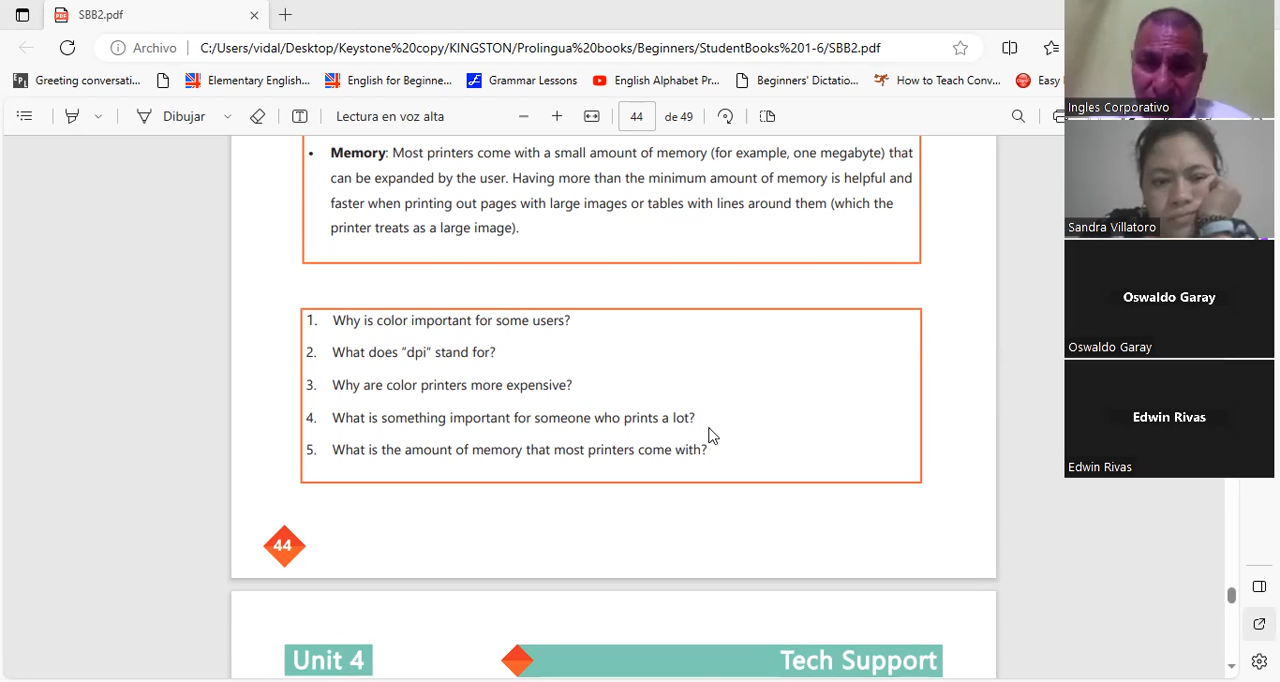 SBB2.pdf
Archivo
C:/Users/vidal/Desktop/Keystone%20copy/KINGSTON/Prolingua%20books/Beginners/StudentBooks%201-6/SBB2.pdf
Greeting conversati...
Elementary English...
English for Beginne...
Grammar Lessons
English Alphabet Pr...
Beginners' Dictatio...
How to Teach Conv...
Easy
Dibujar
Lectura en voz alta
44
de 49
• Memory: Most printers come with a small amount of memory (for example, one megabyte) that
can be expanded by the user. Having more than the minimum amount of memory is helpful and
faster when printing out pages with large images or tables with lines around them (which the
printer treats as a large image).
1. Why is color important for some users?
2. What does “dpi” stand for?
3. Why are color printers more expensive?
4. What is something important for someone who prints a lot?
5. What is the amount of memory that most printers come with?
44
Unit 4
Tech Support
Ingles Corporativo
Sandra Villatoro
Oswaldo Garay
Oswaldo Garay
Edwin Rivas
Edwin Rivas